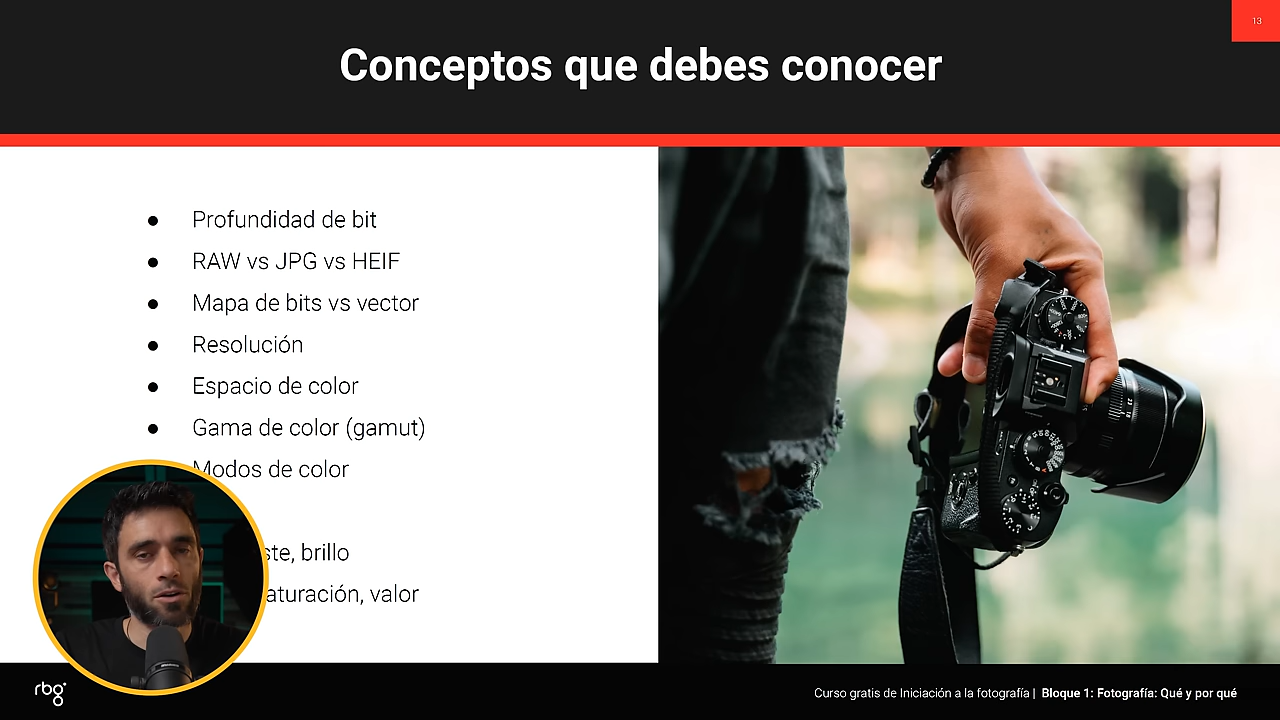 13
Conceptos que debes conocer
Profundidad de bit
RAW vs JPG vs HEIF
Mapa de bits vs vector
Resolución
Espacio de color
Gama de color (gamut)
Modos de color
ste, brillo
aturación, valor
rbg
Curso gratis de Iniciación a la fotografía | Bloque 1: Fotografía: Qué y por qué